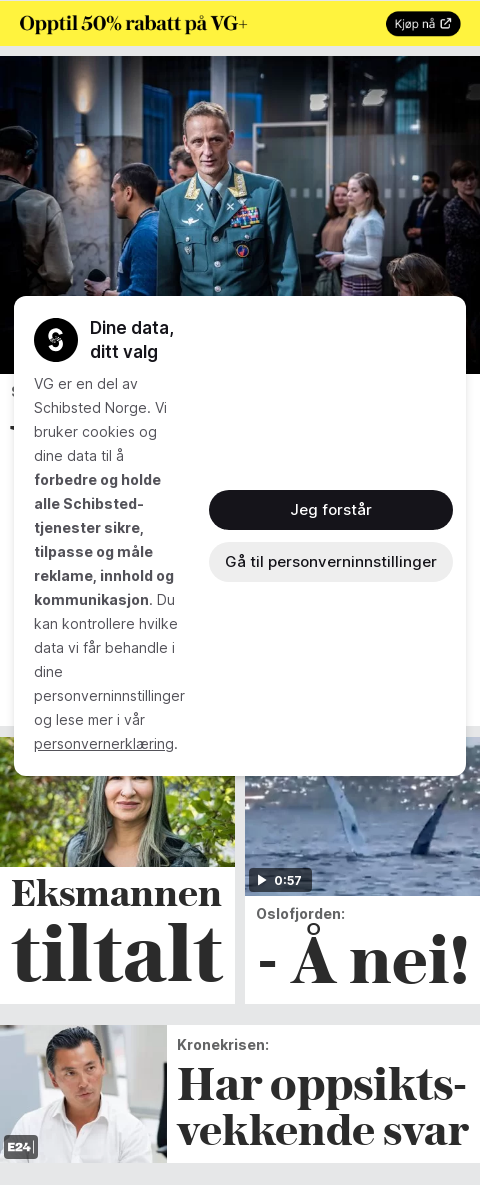 Opptil 50% rabatt på VG+
Kjøp nå
Dine data,
ditt valg
VG er en del av
Schibsted Norge. Vi
bruker cookies og
dine data til å
forbedre og holde
alle Schibsted-
tjenester sikre,
tilpasse og måle
reklame, innhold og
kommunikasjon. Du
kan kontrollere hvilke
data vi får behandle i
dine
personverninnstillinger
og lese mer i vår
personvernerklæring.
Jeg forstår
Gå til personverninnstillinger
Eksmannen
tiltalt
0:57
Oslofjorden:
- Å nei!
E24
Kronekrisen:
Har oppsikts-
vekkende svar